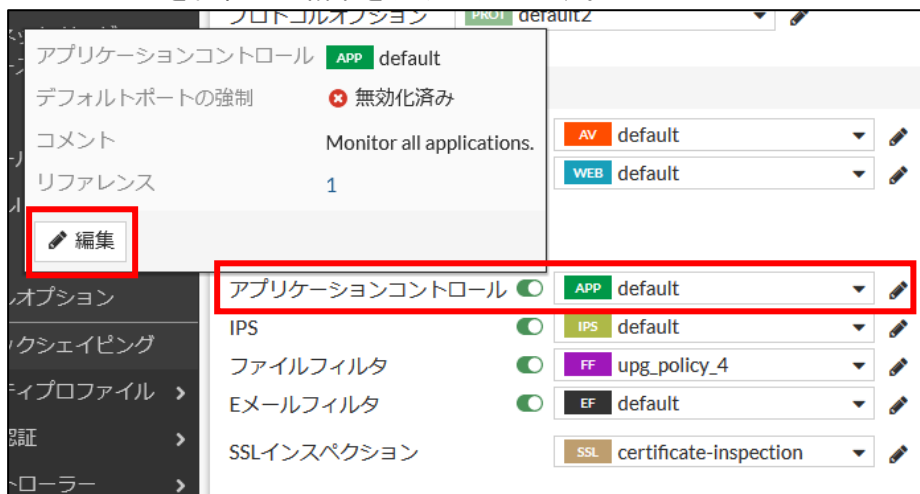 プロトコルオプション PROT default2
アプリケーションコントロール APP default
デフォルトポートの強制 無効化済み
コメント Monitor all applications.
リファレンス 1
編集
AV default
WEB default
アプリケーションコントロール APP default
IPS IPS default
ファイルフィルタ FF upg_policy_4
Eメールフィルタ EF default
SSLインスペクション SSL certificate-inspection
オプション
クシェイピング
ティプロファイル
認証
トローラー